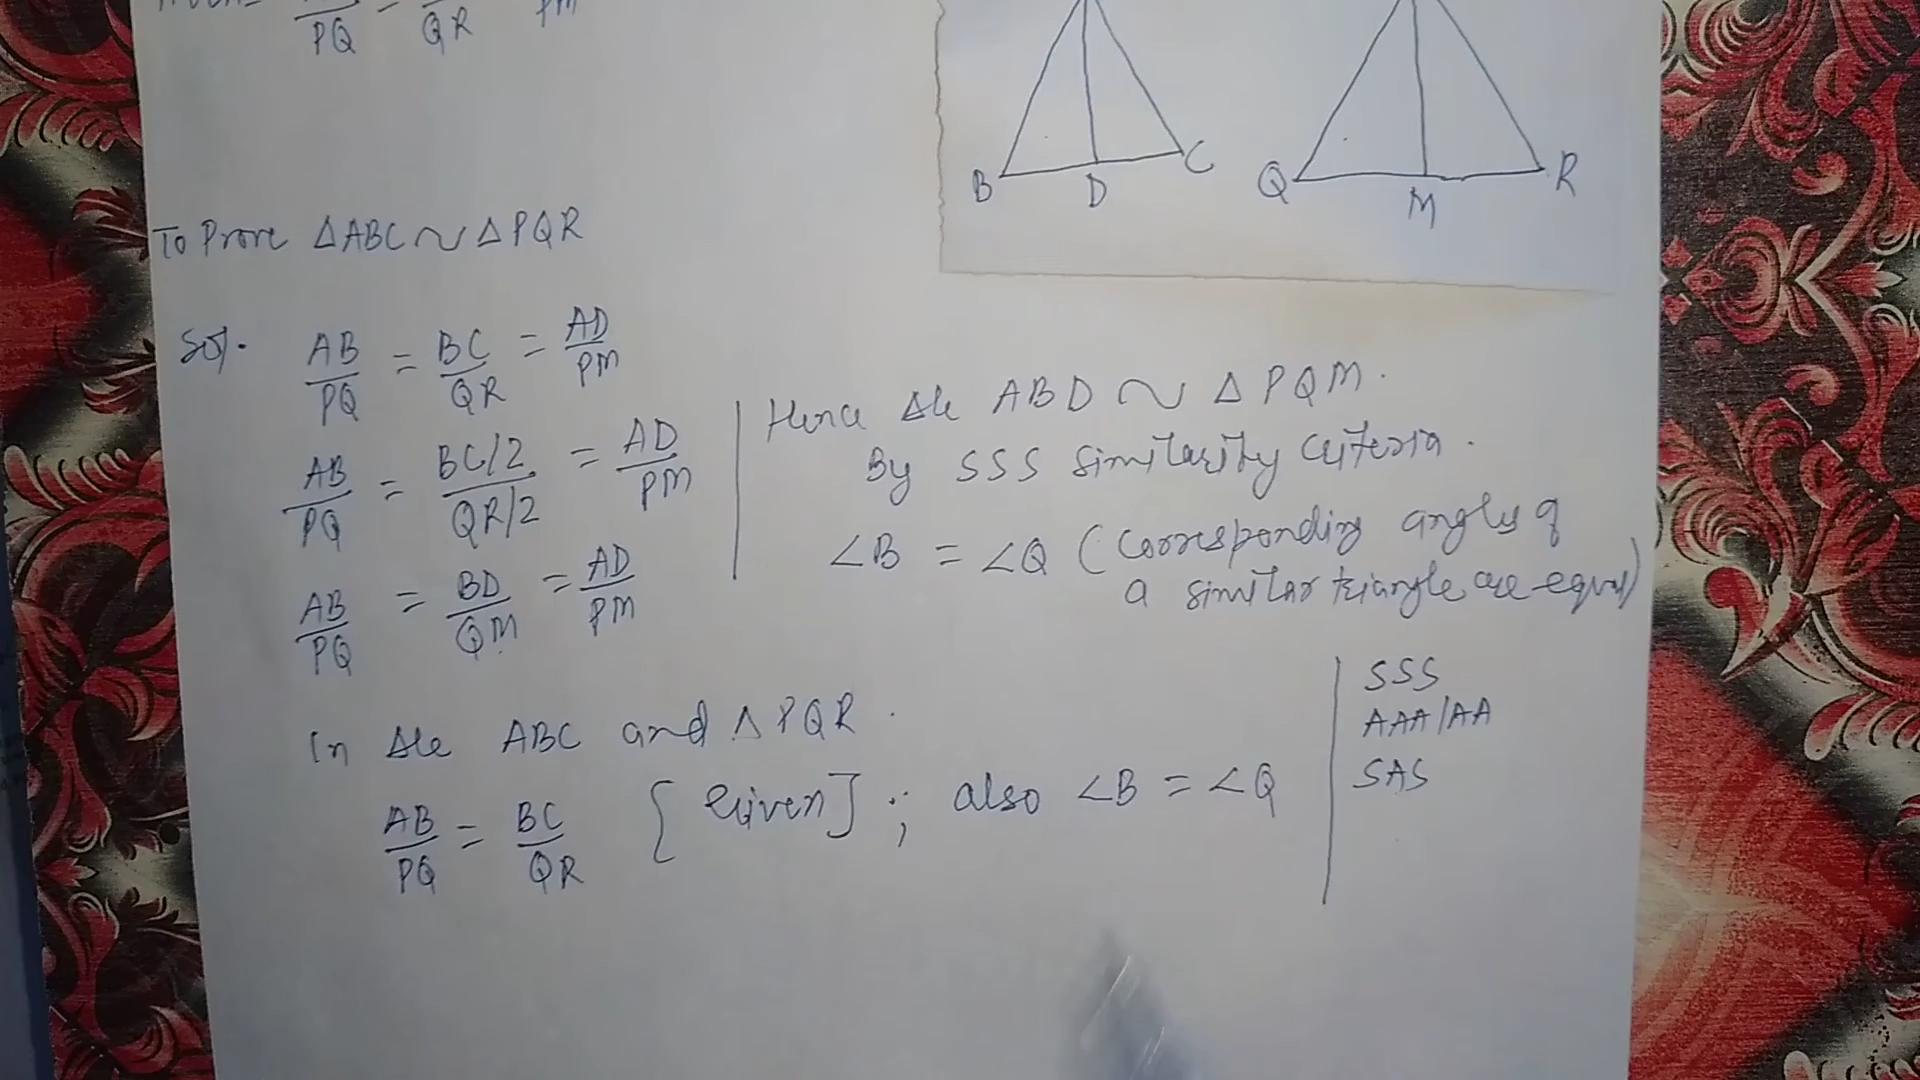 PQ QR PM
B D C Q M R
To Prove ΔABC ~ ΔPQR
Sol. AB/PQ = BC/QR = AD/PM
AB/PQ = BC/2 / QR/2 = AD/PM
AB/PQ = BD/QM = AD/PM
Hence Δle ABD ~ ΔPQM.
By SSS similarity criteria.
∠B = ∠Q (corresponding angles of
a similar triangle are equal)
In Δle ABC and ΔPQR.
AB/PQ = BC/QR [Given]; also ∠B = ∠Q
SSS
AAA/AA
SAS